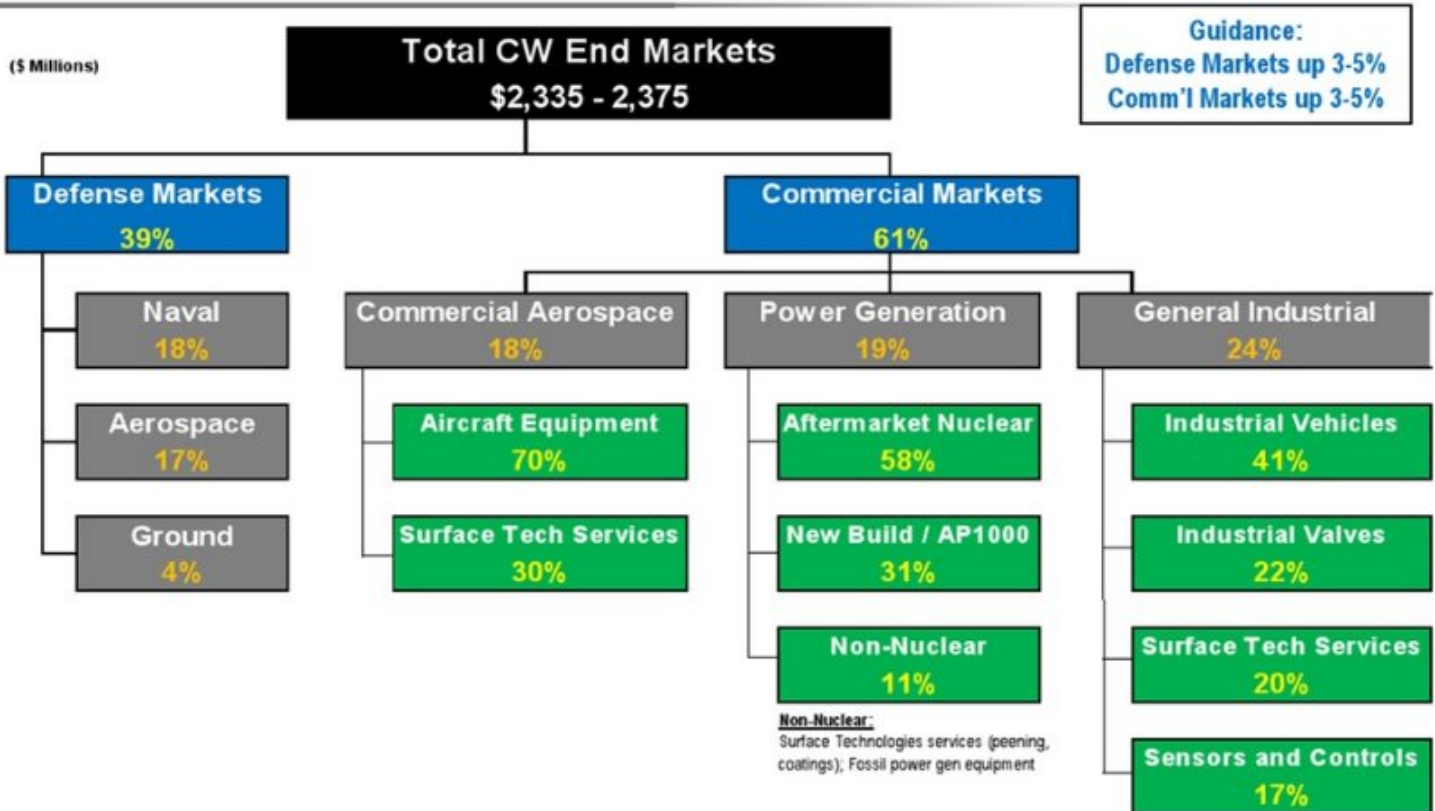 ($ Millions)
Total CW End Markets
$2,335 - 2,375
Guidance:
Defense Markets up 3-5%
Comm'l Markets up 3-5%
Defense Markets
39%
Commercial Markets
61%
Naval
18%
Aerospace
17%
Ground
4%
Commercial Aerospace
18%
Aircraft Equipment
70%
Surface Tech Services
30%
Power Generation
19%
Aftermarket Nuclear
58%
New Build / AP1000
31%
Non-Nuclear
11%
Non-Nuclear:
Surface Technologies services (peening,
coatings); Fossil power gen equipment
General Industrial
24%
Industrial Vehicles
41%
Industrial Valves
22%
Surface Tech Services
20%
Sensors and Controls
17%